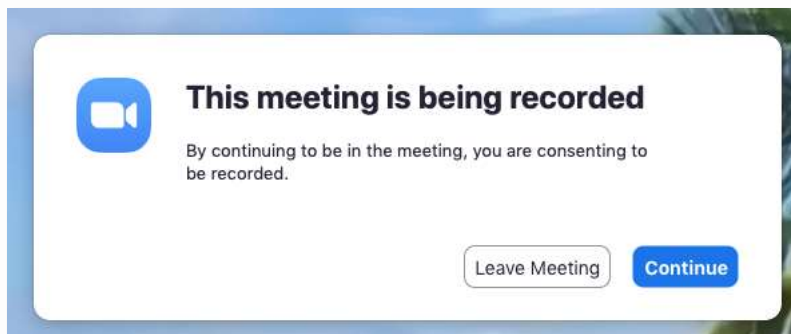 This meeting is being recorded
By continuing to be in the meeting, you are consenting to
be recorded.
Leave Meeting
Continue